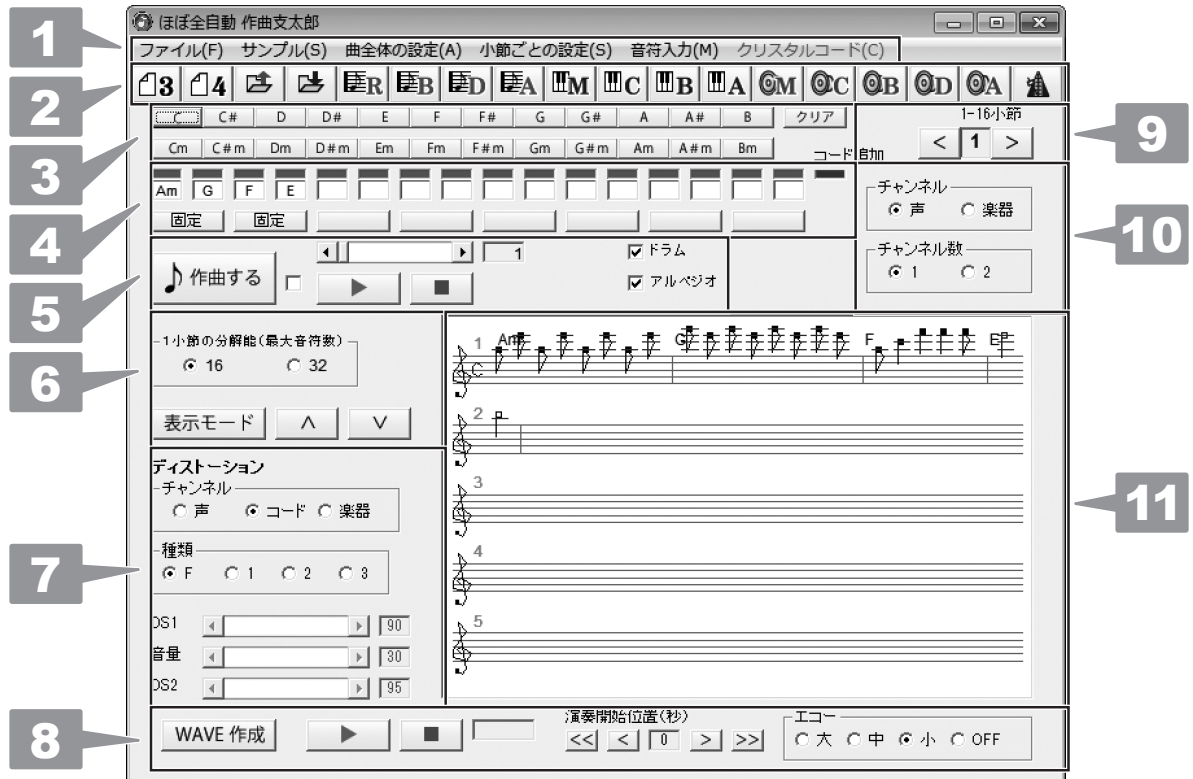 ほぼ全自動 作曲支太郎
1
ファイル(F) サンプル(S) 曲全体の設定(A) 小節ごとの設定(S) 音符入力(M) クリスタルコード(C)
2
3 4 R B D A M C B A M C B D A
3
C C# D D# E F F# G G# A A# B クリア
Cm C#m Dm D#m Em Fm F#m Gm G#m Am A#m Bm
コード追加
1-16小節
< 1 >
9
4
Am G F E
固定 固定
チャンネル
声 楽器
チャンネル数
1 2
10
5
作曲する
1
ドラム
アルペジオ
6
1小節の分解能(最大音符数)
16 32
表示モード ∧ ∨
1 Am G F E
C
2
3
4
5
11
7
ディストーション
チャンネル
声 コード 楽器
種類
F 1 2 3
DS1 90
音量 30
DS2 95
8
WAVE 作成
演奏開始位置(秒)
<< < 0 > >>
エコー
大 中 小 OFF